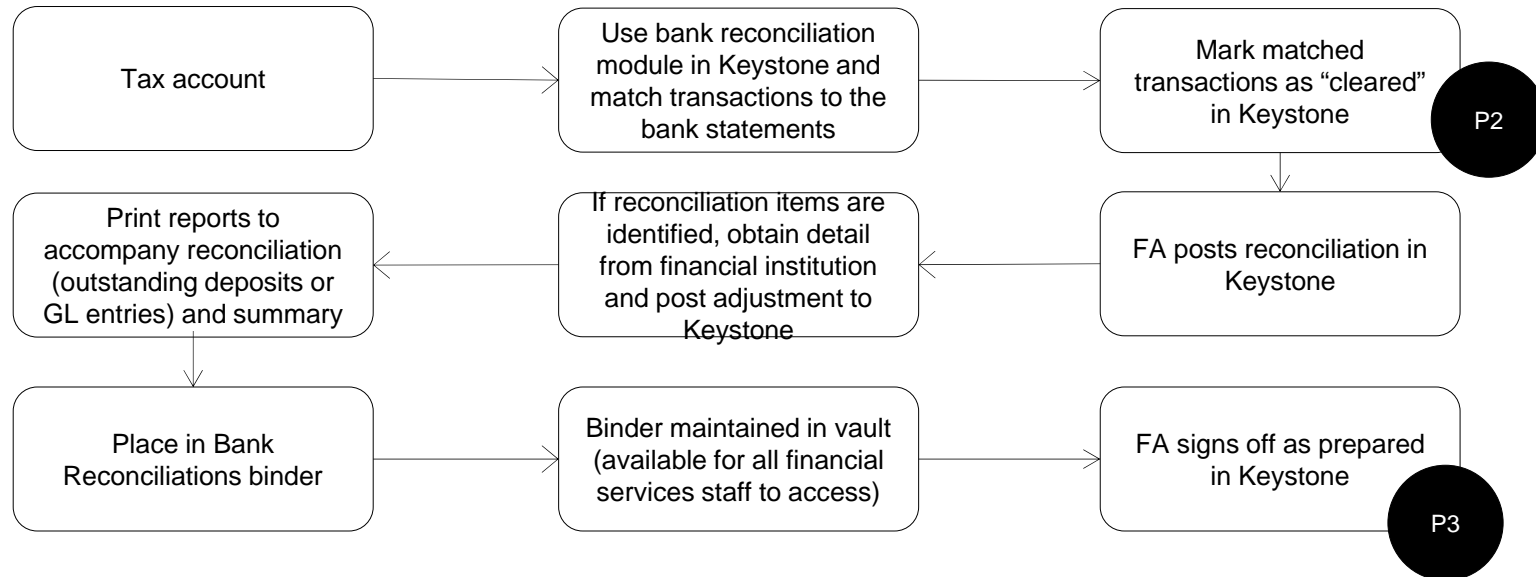 Tax account
Use bank reconciliation
module in Keystone and
match transactions to the
bank statements
Mark matched
transactions as “cleared”
in Keystone
P2
Print reports to
accompany reconciliation
(outstanding deposits or
GL entries) and summary
If reconciliation items are
identified, obtain detail
from financial institution
and post adjustment to
Keystone
FA posts reconciliation in
Keystone
Place in Bank
Reconciliations binder
Binder maintained in vault
(available for all financial
services staff to access)
FA signs off as prepared
in Keystone
P3